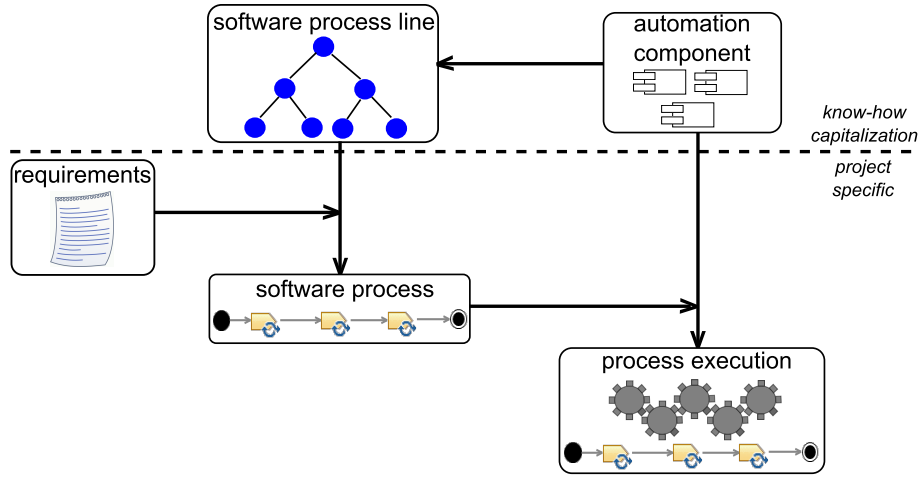 software process line
automation
component
know-how
capitalization
project
specific
requirements
software process
process execution